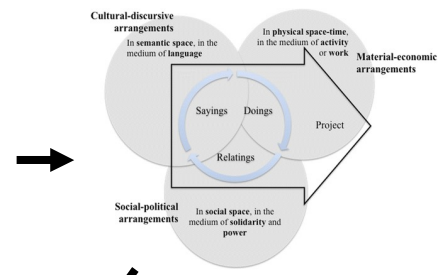 Cultural-discursive
arrangements
In semantic space, in the
medium of language
In physical space-time,
in the medium of activity
or work
Material-economic
arrangements
Sayings
Doings
Project
Relatings
Social-political
arrangements
In social space, in the
medium of solidarity and
power